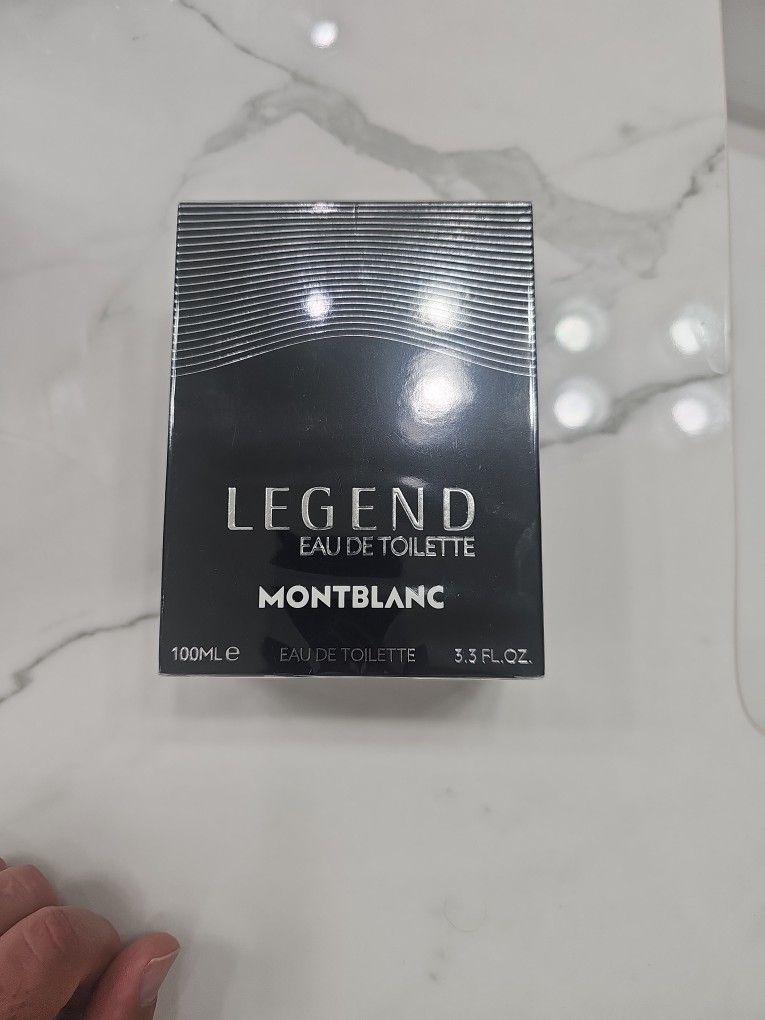 LEGEND
EAU DE TOILETTE
MONTBLANC
100ML e EAU DE TOILETTE 3.3 FL.OZ.